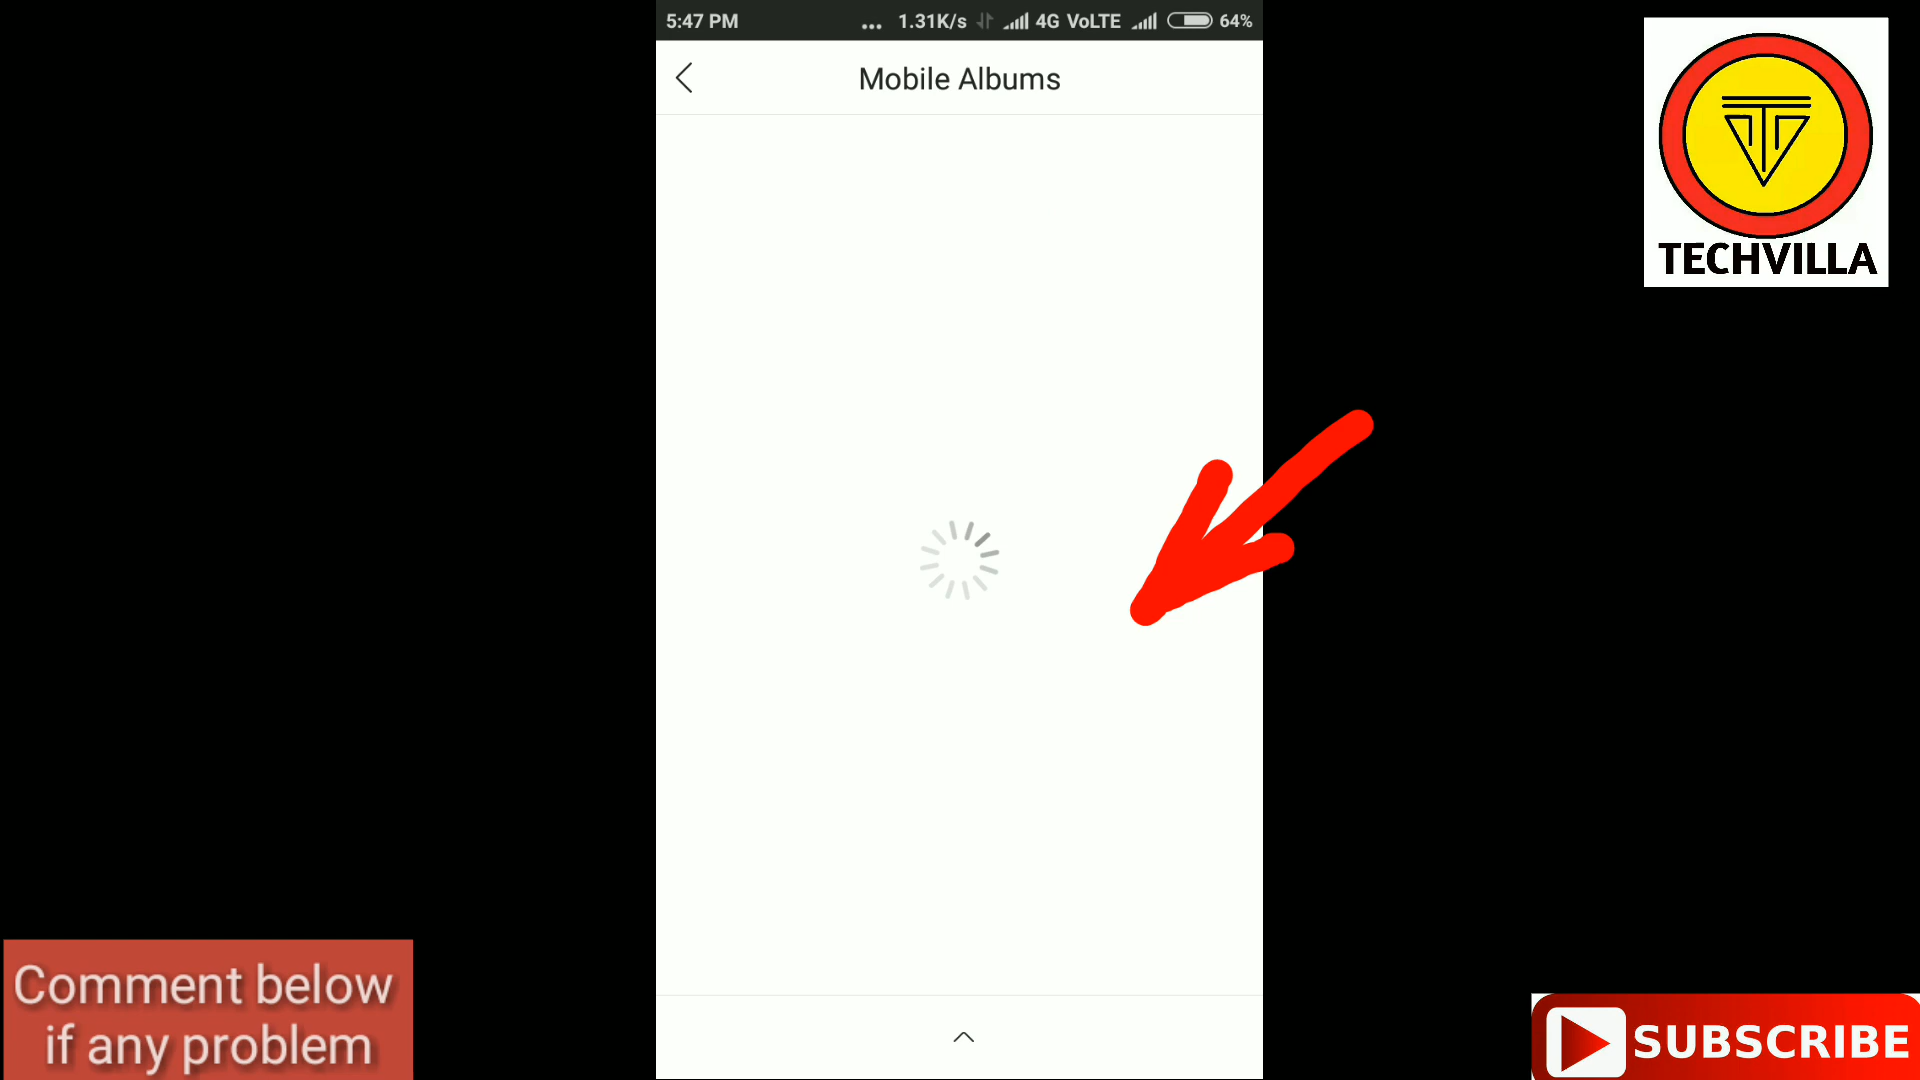 5:47 PM ... 1.31K/s 4G VoLTE 64%
Mobile Albums
TECHVILLA
Comment below
if any problem
SUBSCRIBE